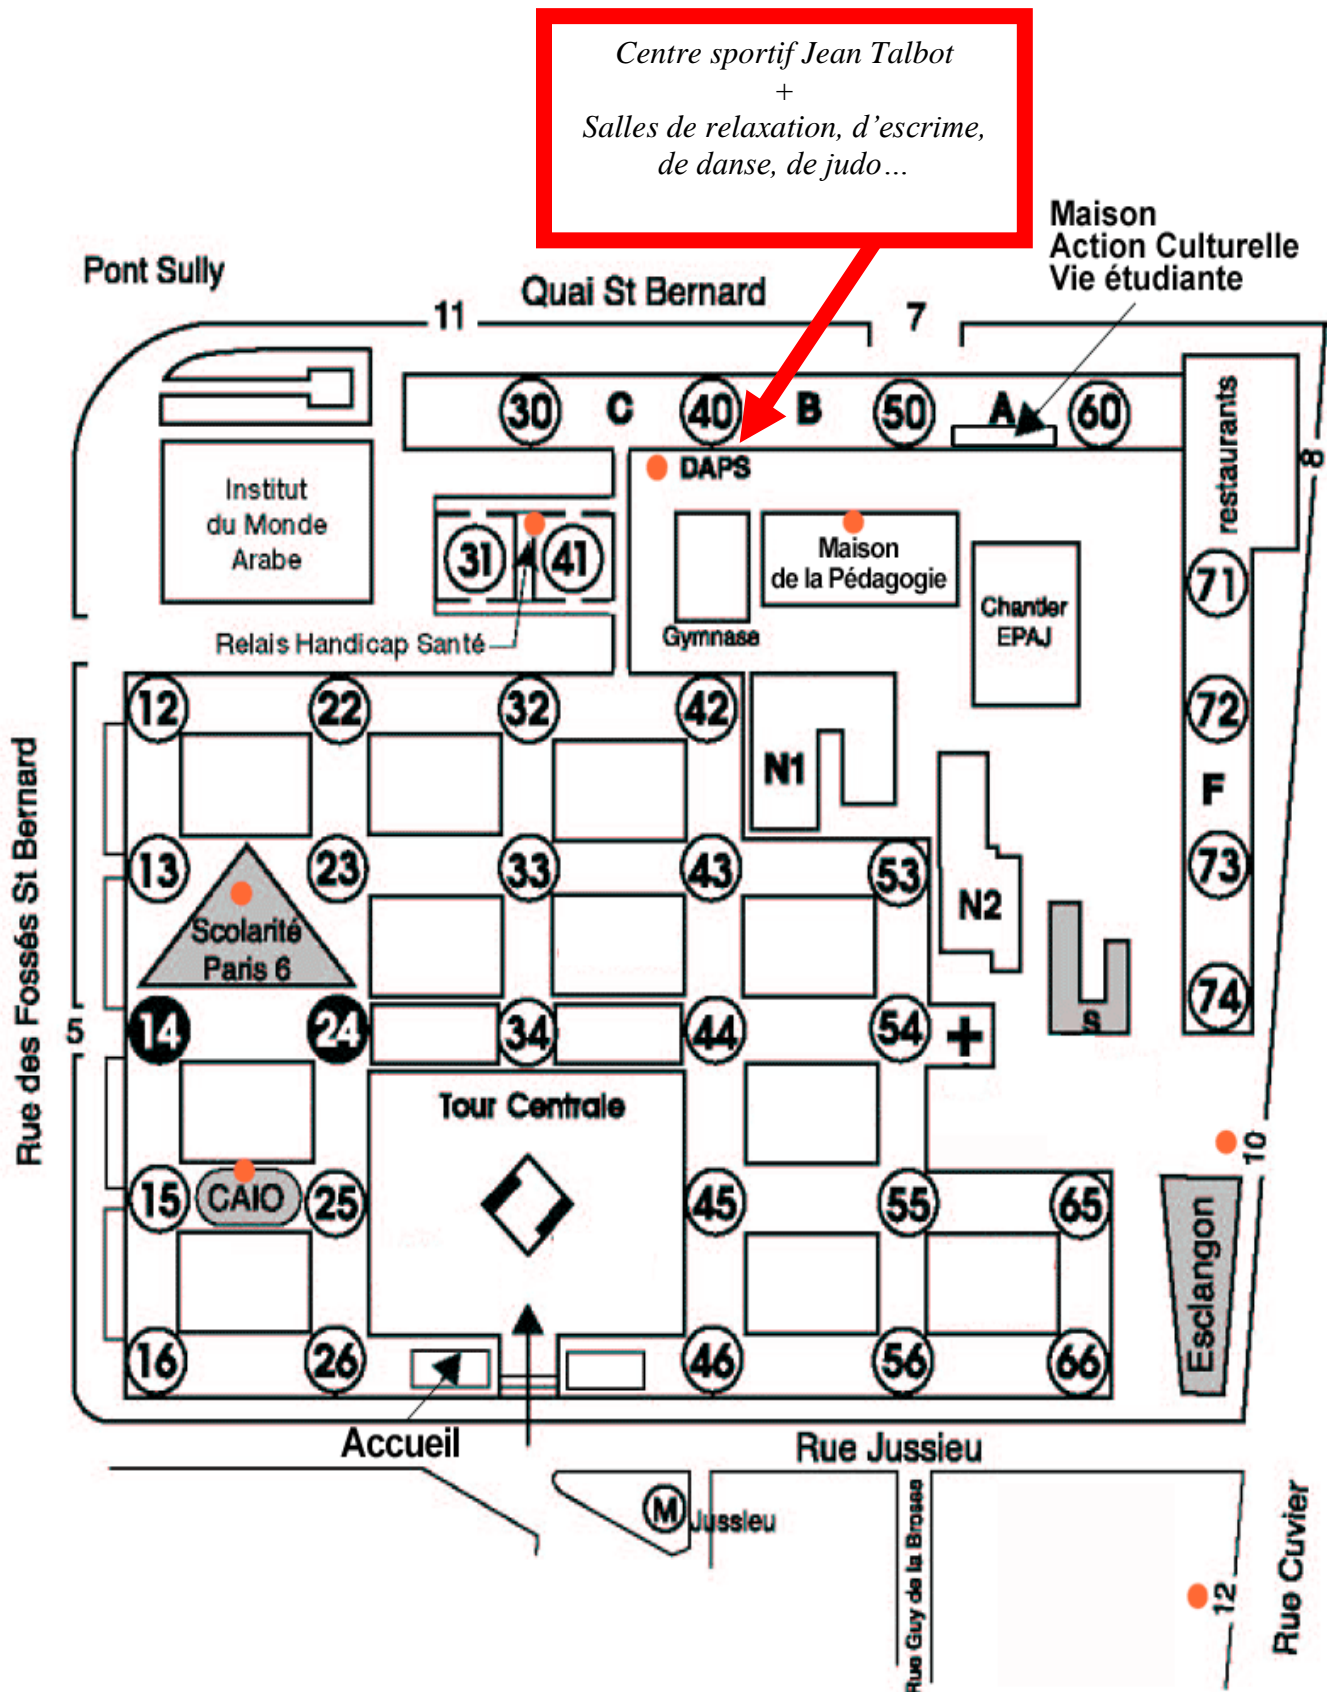 Centre sportif Jean Talbot
+
Salles de relaxation, d’escrime,
de danse, de judo…
Maison
Action Culturelle
Vie étudiante
Pont Sully
Quai St Bernard
11
7
30
C
40
B
50
A
60
restaurants
8
DAPS
Institut
du Monde
Arabe
31
41
Maison
de la Pédagogie
Gymnase
Chantier
EPAJ
71
Relais Handicap Santé
12
22
32
42
72
N1
F
Rue des Fossés St Bernard
13
23
33
43
53
73
N2
Scolarité
Paris 6
74
5
14
24
34
44
54
+
S
Tour Centrale
10
15
CAIO
25
45
55
65
Esclangon
16
26
46
56
66
Accueil
Rue Jussieu
M
Jussieu
Rue Guy de la Brosse
12
Rue Cuvier